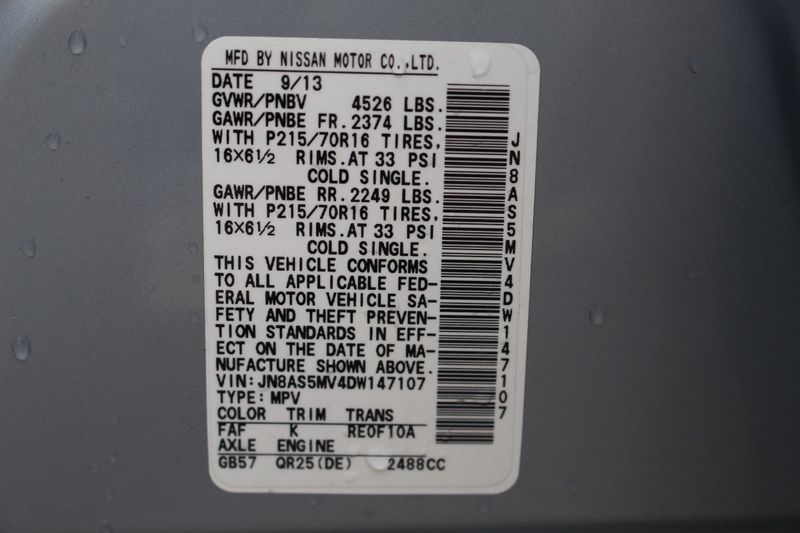 MFD BY NISSAN MOTOR CO.,LTD.
DATE 9/13
GVWR/PNBV 4526 LBS.
GAWR/PNBE FR.2374 LBS.
WITH P215/70R16 TIRES,
16×6½ RIMS.AT 33 PSI
COLD SINGLE.
GAWR/PNBE RR.2249 LBS.
WITH P215/70R16 TIRES,
16×6½ RIMS.AT 33 PSI
COLD SINGLE.
THIS VEHICLE CONFORMS
TO ALL APPLICABLE FED-
ERAL MOTOR VEHICLE SA-
FETY AND THEFT PREVEN-
TION STANDARDS IN EFF-
ECT ON THE DATE OF MA-
NUFACTURE SHOWN ABOVE.
VIN:JN8AS5MV4DW147107
TYPE:MPV
COLOR TRIM TRANS
FAF K RE0F10A
AXLE ENGINE
GB57 QR25(DE) 2488CC
JN8AS5MV4DW147107